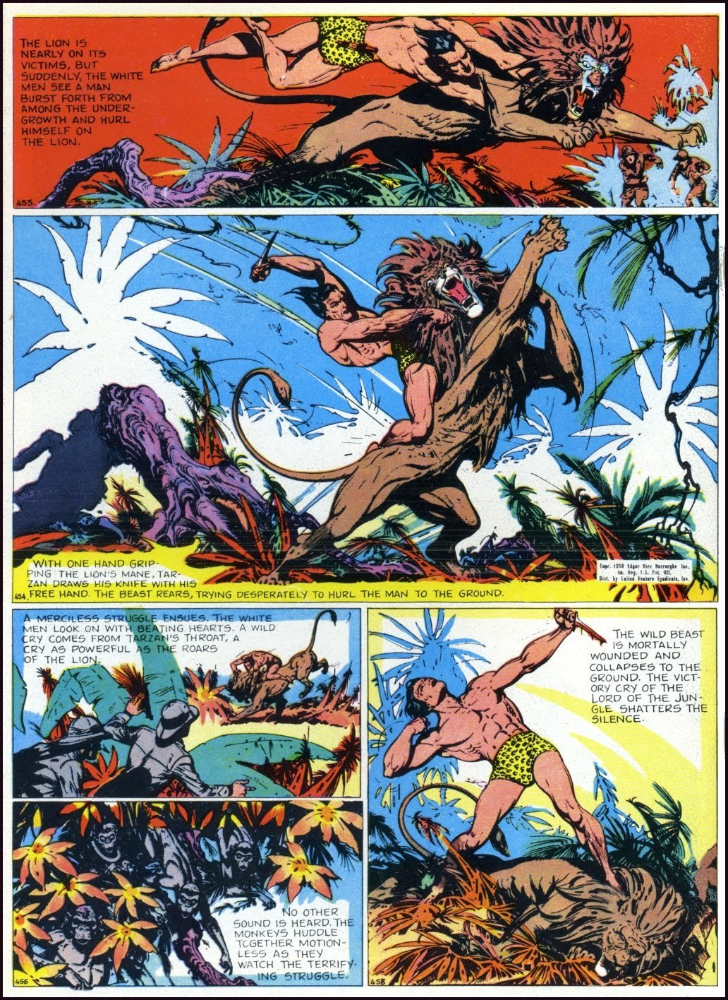 THE LION IS
NEARLY ON ITS
VICTIMS, BUT
SUDDENLY, THE WHITE
MEN SEE A MAN
BURST FORTH FROM
AMONG THE UNDER-
GROWTH AND HURL
HIMSELF ON
THE LION.
453.
WITH ONE HAND GRIP-
PING THE LION'S MANE, TAR-
ZAN DRAWS HIS KNIFE WITH HIS
FREE HAND. THE BEAST REARS, TRYING DESPERATELY TO HURL THE MAN TO THE GROUND.
454.
Copr. 1950 Edgar Rice Burroughs Inc.
Tm. Reg. U.S. Pat. Off.
Dist. by United Feature Syndicate, Inc.
A MERCILESS STRUGGLE ENSUES. THE WHITE
MEN LOOK ON WITH BEATING HEARTS. A WILD
CRY COMES FROM TARZAN'S THROAT, A
CRY AS POWERFUL AS THE ROARS
OF THE LION.
NO OTHER
SOUND IS HEARD. THE
MONKEYS HUDDLE
TOGETHER MOTION-
LESS AS THEY
WATCH THE TERRIFY-
ING STRUGGLE.
456
THE WILD BEAST
IS MORTALLY
WOUNDED AND
COLLAPSES TO THE
GROUND. THE VICT-
ORY CRY OF THE
LORD OF THE JUN-
GLE SHATTERS THE
SILENCE.
458